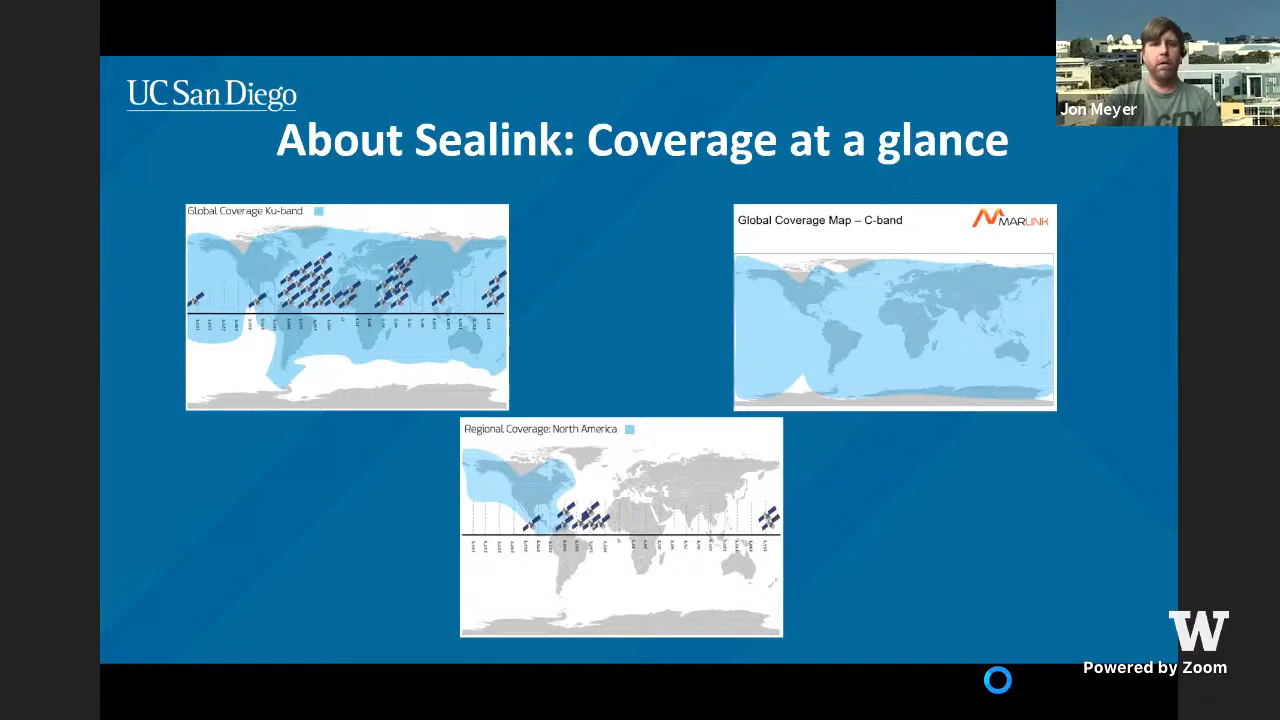 UC San Diego
Jon Meyer
About Sealink: Coverage at a glance
Global Coverage Ku-band
Global Coverage Map – C-band
MARLINK
Regional Coverage: North America
W
Powered by Zoom